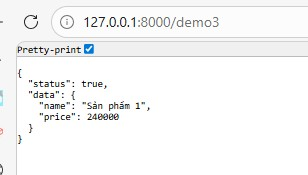 127.0.0.1:8000/demo3
Pretty-print
{
  "status": true,
  "data": {
    "name": "Sản phẩm 1",
    "price": 240000
  }
}